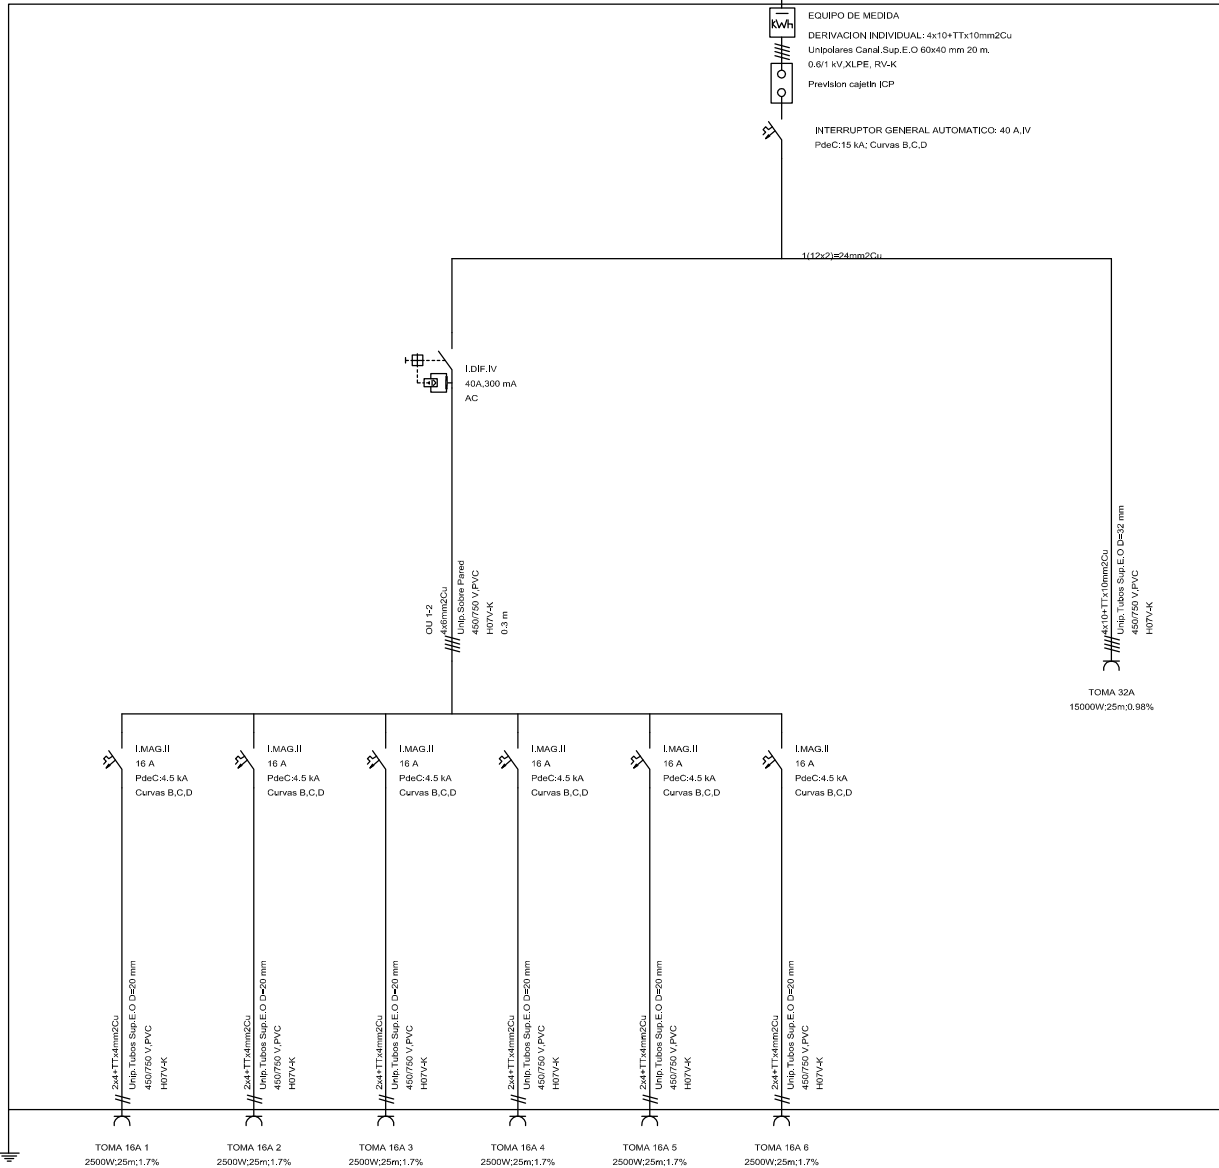 KWh
EQUIPO DE MEDIDA
DERIVACION INDIVIDUAL: 4x10+TTx10mm2Cu
Unipolares Canal.Sup.E.O 60x40 mm 20 m.
0.6/1 kV,XLPE, RV-K
Prevision cajetin ICP
INTERRUPTOR GENERAL AUTOMATICO: 40 A,IV
PdeC:15 kA; Curvas B,C,D
1(12x2)=24mm2Cu
I.DIF.IV
40A,300 mA
AC
OU 1-2
4x6mm2Cu
Unip.Sobre Pared
450/750 V,PVC
H07V-K
0.3 m
4x10+TTx10mm2Cu
Unip.Tubos Sup.E.O D=32 mm
450/750 V,PVC
H07V-K
TOMA 32A
15000W;25m;0.98%
I.MAG.II
16 A
PdeC:4.5 kA
Curvas B,C,D
I.MAG.II
16 A
PdeC:4.5 kA
Curvas B,C,D
I.MAG.II
16 A
PdeC:4.5 kA
Curvas B,C,D
I.MAG.II
16 A
PdeC:4.5 kA
Curvas B,C,D
I.MAG.II
16 A
PdeC:4.5 kA
Curvas B,C,D
I.MAG.II
16 A
PdeC:4.5 kA
Curvas B,C,D
2x4+TTx4mm2Cu
Unip.Tubos Sup.E.O D=20 mm
450/750 V,PVC
H07V-K
2x4+TTx4mm2Cu
Unip.Tubos Sup.E.O D=20 mm
450/750 V,PVC
H07V-K
2x4+TTx4mm2Cu
Unip.Tubos Sup.E.O D=20 mm
450/750 V,PVC
H07V-K
2x4+TTx4mm2Cu
Unip.Tubos Sup.E.O D=20 mm
450/750 V,PVC
H07V-K
2x4+TTx4mm2Cu
Unip.Tubos Sup.E.O D=20 mm
450/750 V,PVC
H07V-K
2x4+TTx4mm2Cu
Unip.Tubos Sup.E.O D=20 mm
450/750 V,PVC
H07V-K
TOMA 16A 1
2500W;25m;1.7%
TOMA 16A 2
2500W;25m;1.7%
TOMA 16A 3
2500W;25m;1.7%
TOMA 16A 4
2500W;25m;1.7%
TOMA 16A 5
2500W;25m;1.7%
TOMA 16A 6
2500W;25m;1.7%